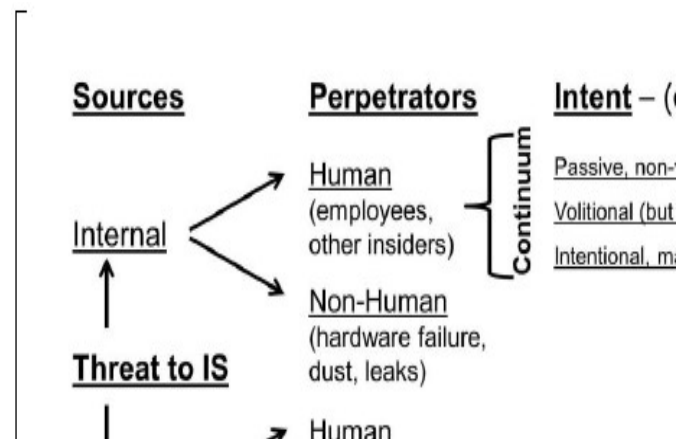 Sources
Perpetrators
Intent – (
Human
(employees,
other insiders)
Continuum
Passive, non-
Volitional (but
Intentional,
Internal
Non-Human
(hardware failure,
dust, leaks)
Threat to IS
Human